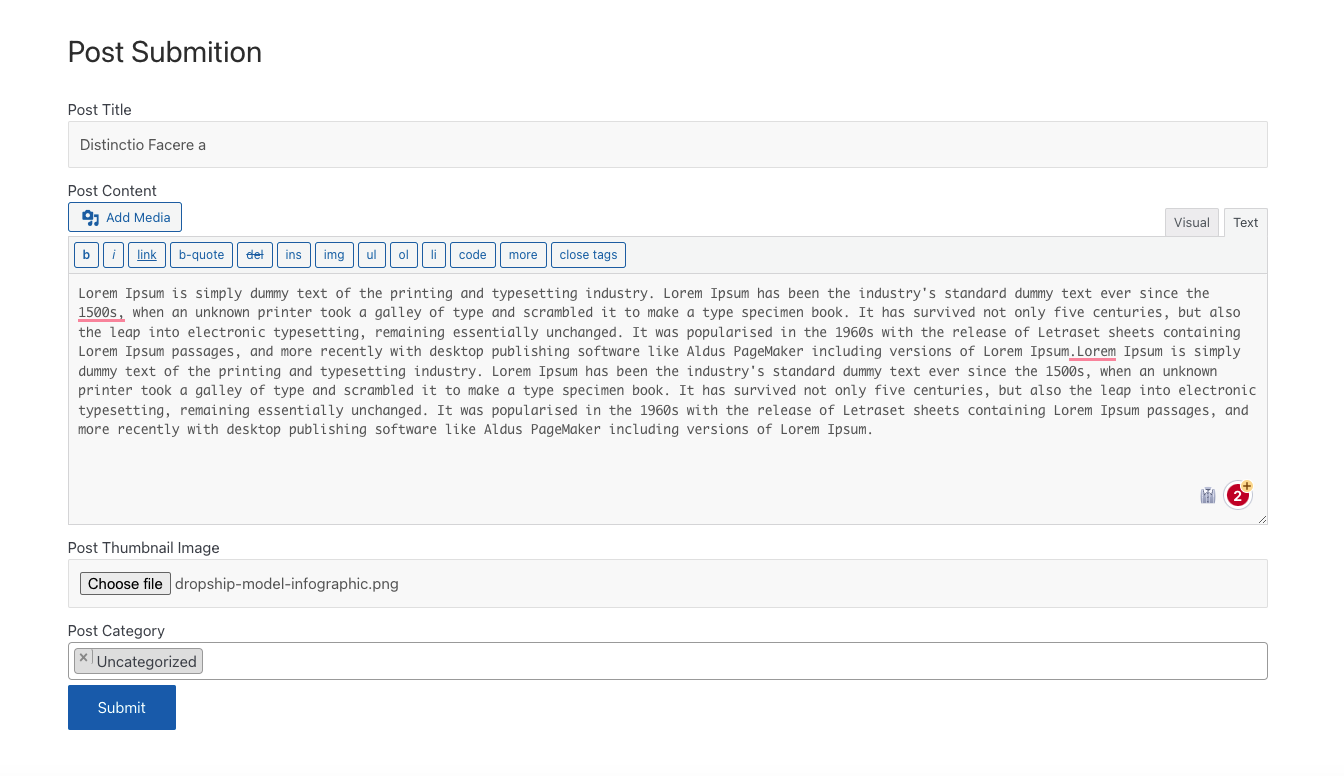 Post Submition
Post Title
Distinctio Facere a
Post Content
Add Media
Visual Text
b i link b-quote del ins img ul ol li code more close tags
Lorem Ipsum is simply dummy text of the printing and typesetting industry. Lorem Ipsum has been the industry's standard dummy text ever since the
1500s, when an unknown printer took a galley of type and scrambled it to make a type specimen book. It has survived not only five centuries, but also
the leap into electronic typesetting, remaining essentially unchanged. It was popularised in the 1960s with the release of Letraset sheets containing
Lorem Ipsum passages, and more recently with desktop publishing software like Aldus PageMaker including versions of Lorem Ipsum.Lorem Ipsum is simply
dummy text of the printing and typesetting industry. Lorem Ipsum has been the industry's standard dummy text ever since the 1500s, when an unknown
printer took a galley of type and scrambled it to make a type specimen book. It has survived not only five centuries, but also the leap into electronic
typesetting, remaining essentially unchanged. It was popularised in the 1960s with the release of Letraset sheets containing Lorem Ipsum passages, and
more recently with desktop publishing software like Aldus PageMaker including versions of Lorem Ipsum.
2+
Post Thumbnail Image
Choose file dropship-model-infographic.png
Post Category
× Uncategorized
Submit